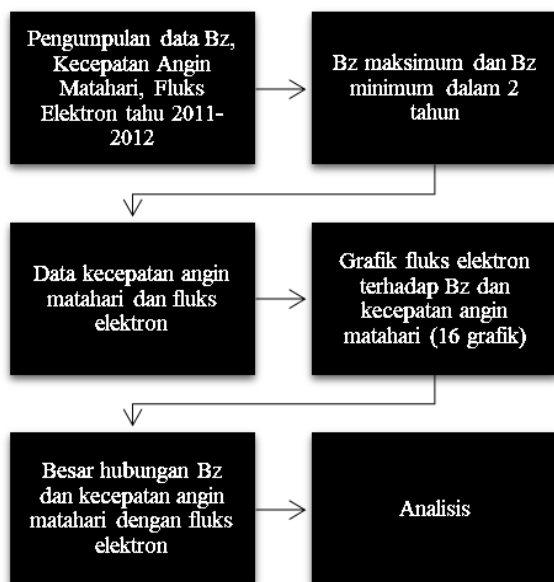 Pengumpulan data Bz,
Kecepatan Angin
Matahari, Fluks
Elektron tahu 2011-
2012
Bz maksimum dan Bz
minimum dalam 2
tahun
Data kecepatan angin
matahari dan fluks
elektron
Grafik fluks elektron
terhadap Bz dan
kecepatan angin
matahari (16 grafik)
Besar hubungan Bz
dan kecepatan angin
matahari dengan fluks
elektron
Analisis